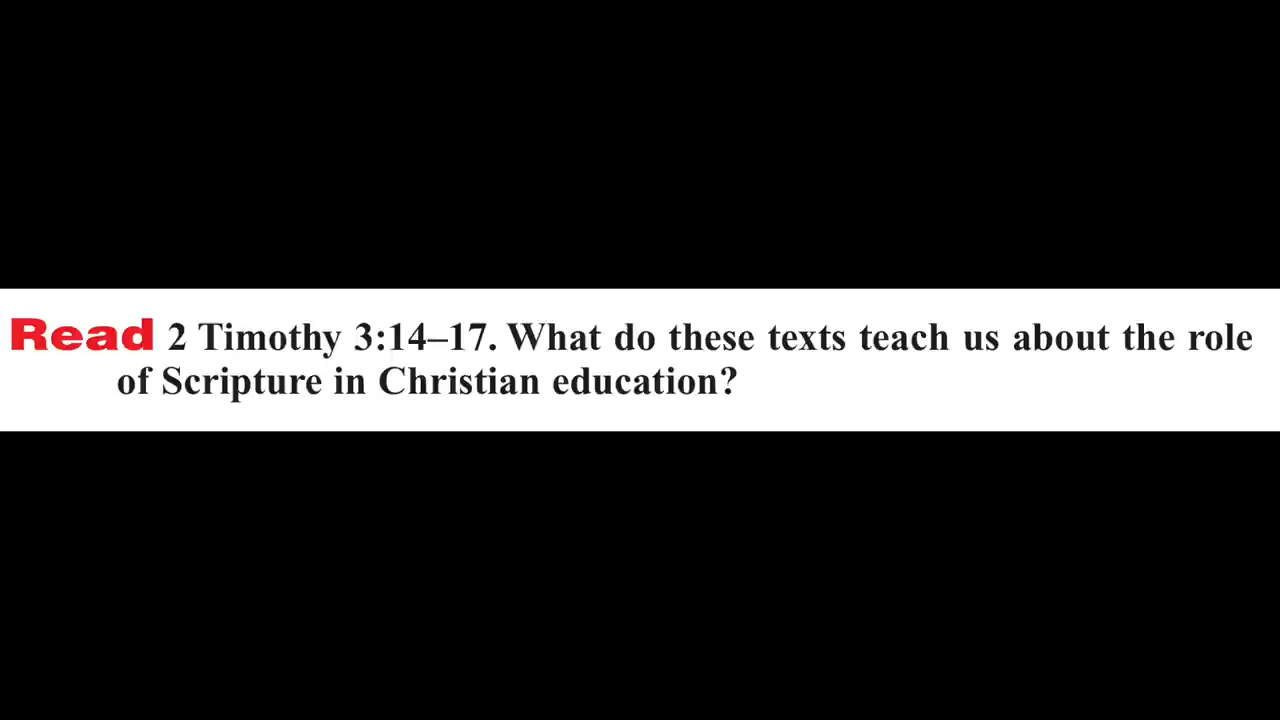 Read 2 Timothy 3:14–17. What do these texts teach us about the role
of Scripture in Christian education?